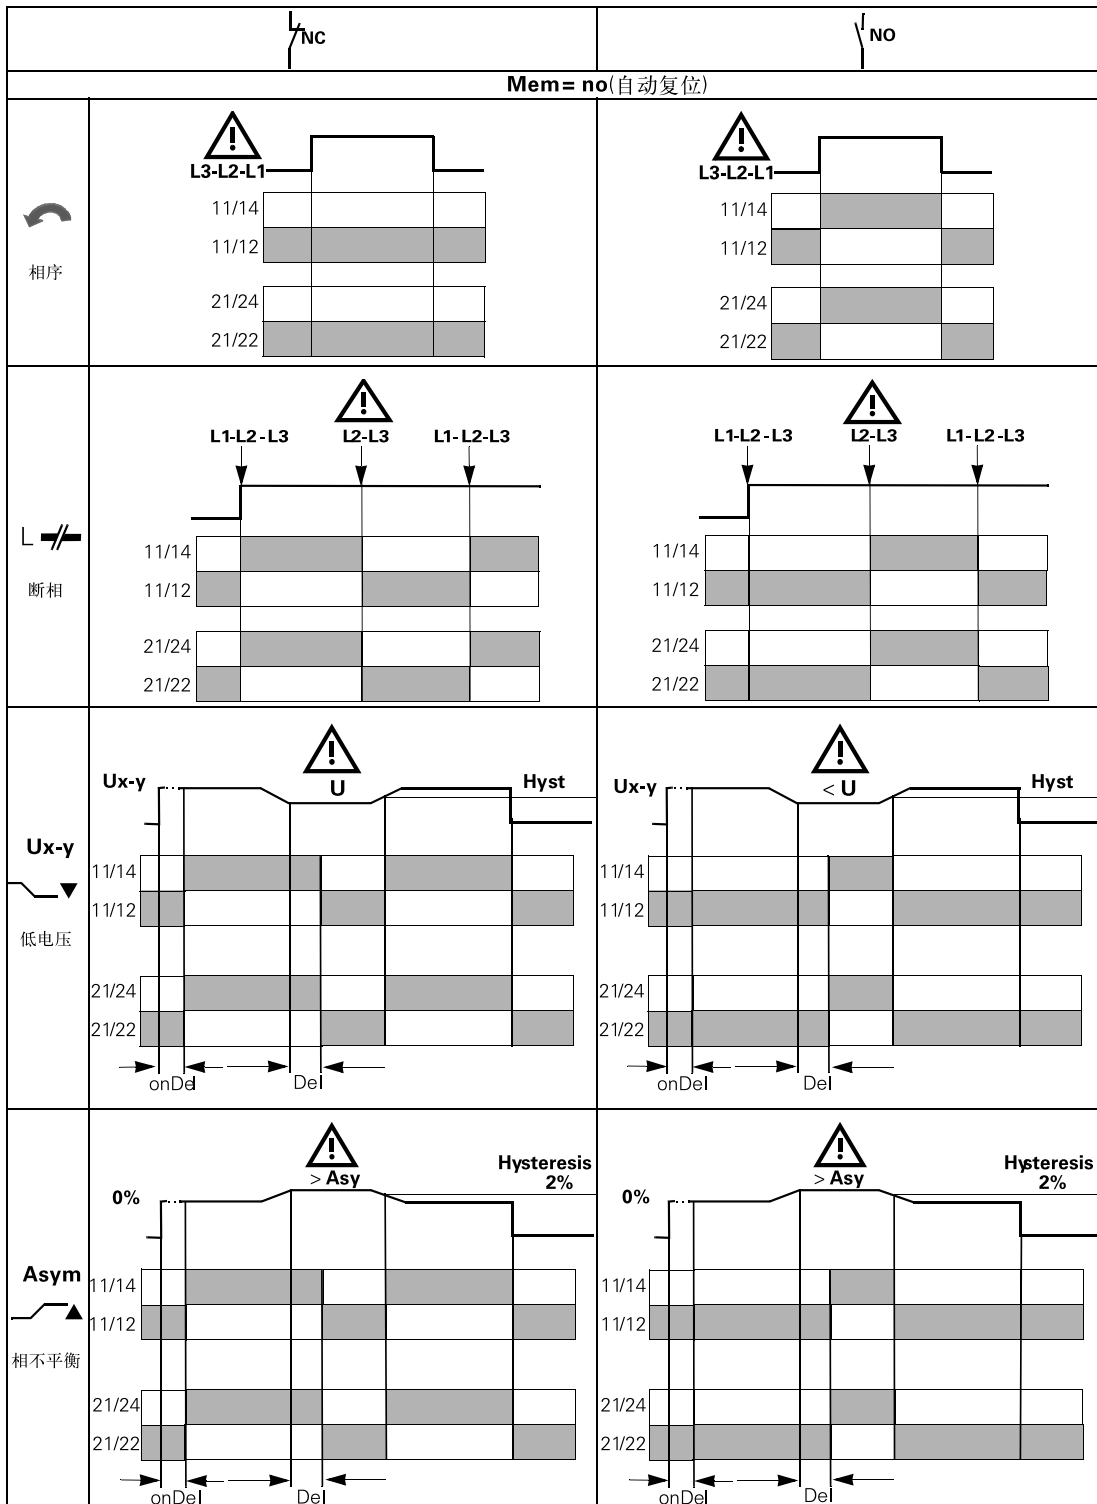 NC
NO
Mem= no(自动复位)
相序
L3-L2-L1
11/14
11/12
21/24
21/22
L3-L2-L1
11/14
11/12
21/24
21/22
L
断相
L1-L2-L3
L2-L3
L1-L2-L3
11/14
11/12
21/24
21/22
L1-L2-L3
L2-L3
L1-L2-L3
11/14
11/12
21/24
21/22
Ux-y
低电压
Ux-y
U
Hyst
11/14
11/12
21/24
21/22
onDel
Del
Ux-y
< U
Hyst
11/14
11/12
21/24
21/22
onDel
Del
Asym
相不平衡
0%
> Asy
Hysteresis
2%
11/14
11/12
21/24
21/22
onDel
Del
0%
> Asy
Hysteresis
2%
11/14
11/12
21/24
21/22
onDel
Del